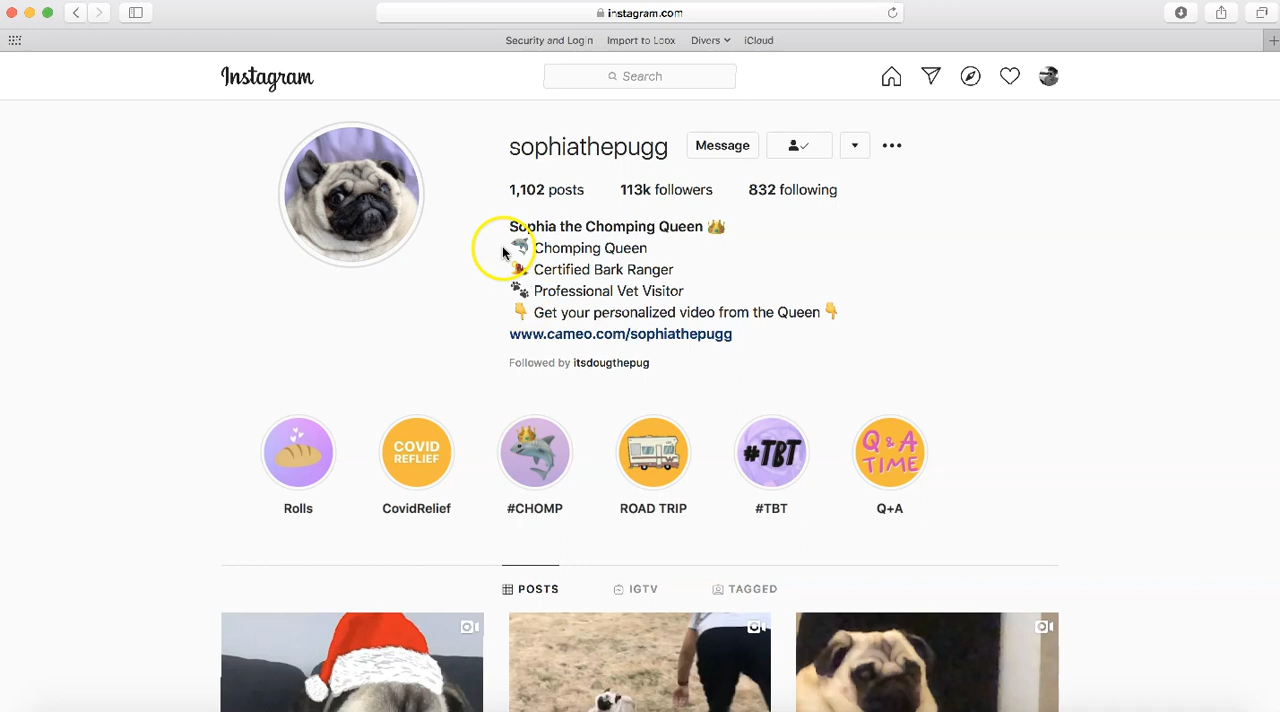 instagram.com
Security and Login Import to Loox Divers iCloud
Instagram
Search
sophiathepugg Message
1,102 posts 113k followers 832 following
Sophia the Chomping Queen 👑
🦈 Chomping Queen
Certified Bark Ranger
🐾 Professional Vet Visitor
👇 Get your personalized video from the Queen 👇
www.cameo.com/sophiathepugg
Followed by itsdougthepug
COVID
REFLIEF
#TBT
Q & A
TIME
Rolls CovidRelief #CHOMP ROAD TRIP #TBT Q+A
POSTS IGTV TAGGED